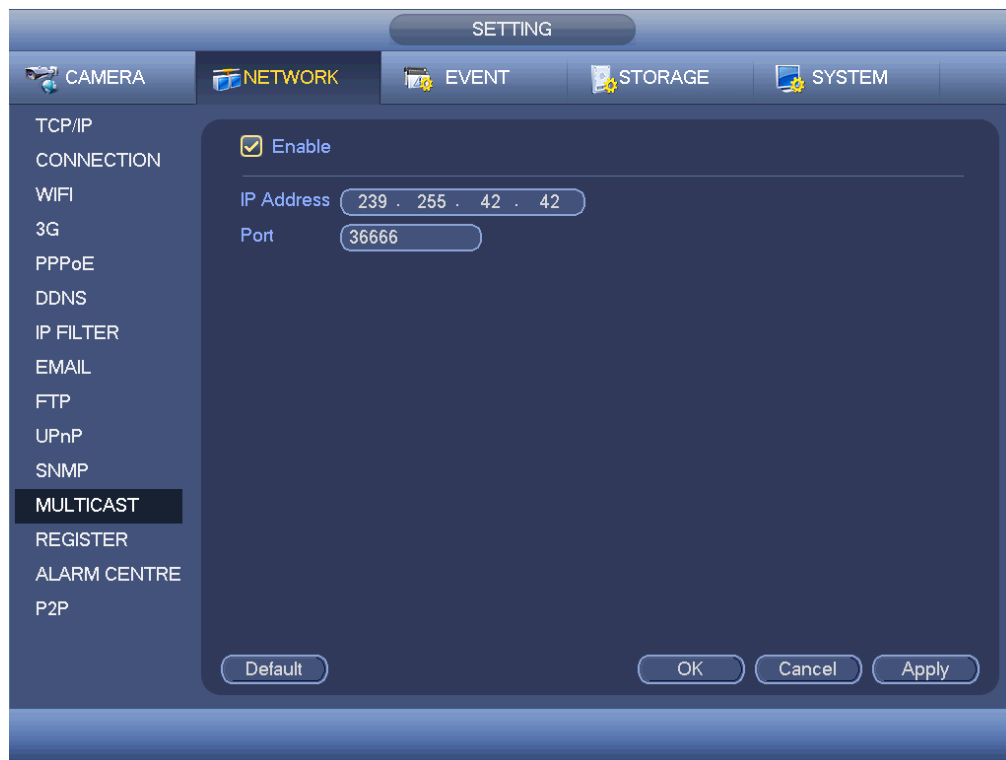 SETTING
CAMERA NETWORK EVENT STORAGE SYSTEM
TCP/IP
CONNECTION
WIFI
3G
PPPoE
DDNS
IP FILTER
EMAIL
FTP
UPnP
SNMP
MULTICAST
REGISTER
ALARM CENTRE
P2P
Enable
IP Address 239 . 255 . 42 . 42
Port 36666
Default OK Cancel Apply